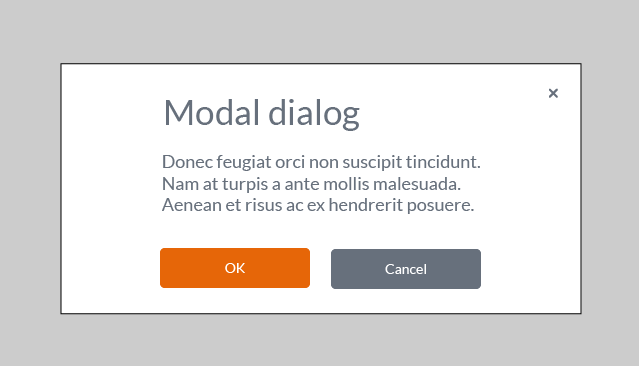 Modal dialog
Donec feugiat orci non suscipit tincidunt.
Nam at turpis a ante mollis malesuada.
Aenean et risus ac ex hendrerit posuere.
OK
Cancel